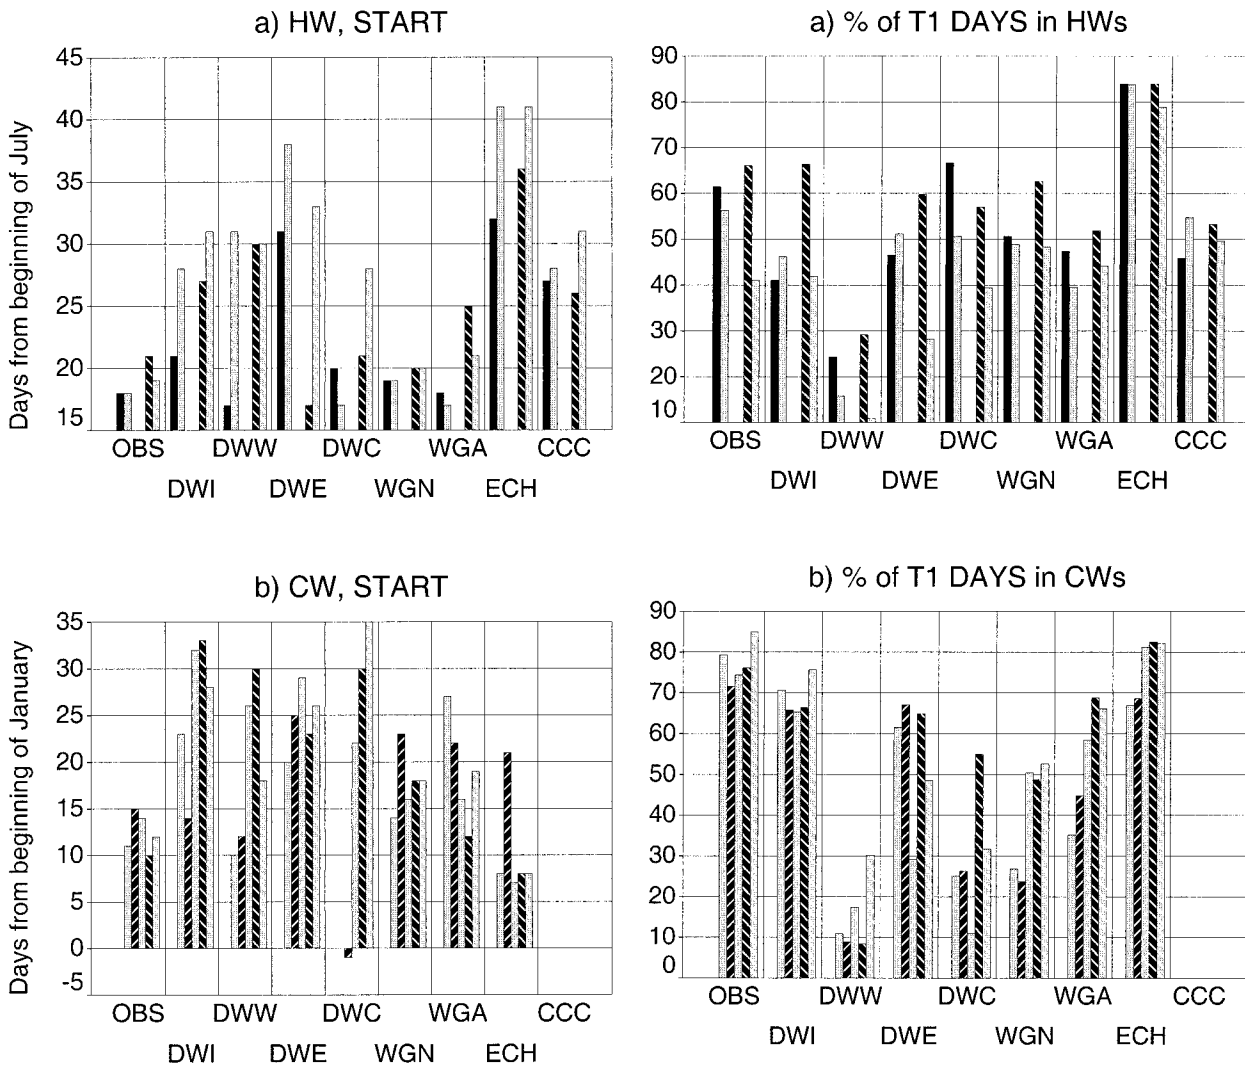 a) HW, START
45
40
35
30
25
20
15
Days from beginning of July
OBS DWW DWC WGA CCC
DWI DWE WGN ECH
a) % of T1 DAYS in HWs
90
80
70
60
50
40
30
20
10
OBS DWW DWC WGA CCC
DWI DWE WGN ECH
b) CW, START
35
30
25
20
15
10
5
0
-5
Days from beginning of January
OBS DWW DWC WGA CCC
DWI DWE WGN ECH
b) % of T1 DAYS in CWs
90
80
70
60
50
40
30
20
10
0
OBS DWW DWC WGA CCC
DWI DWE WGN ECH